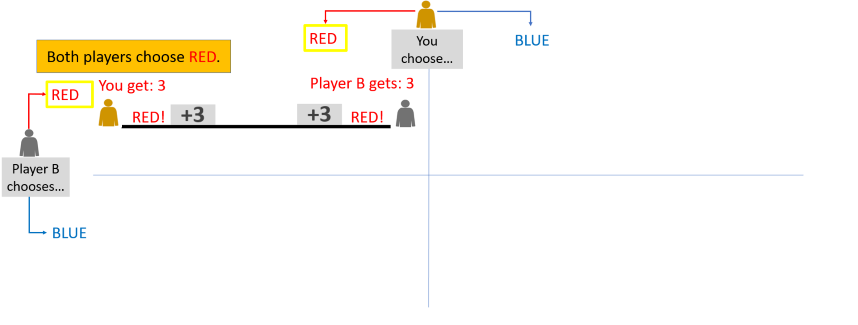 RED
You
choose...
BLUE
Both players choose RED.
You get: 3
Player B gets: 3
RED
RED!
+3
+3
RED!
Player B
chooses...
BLUE